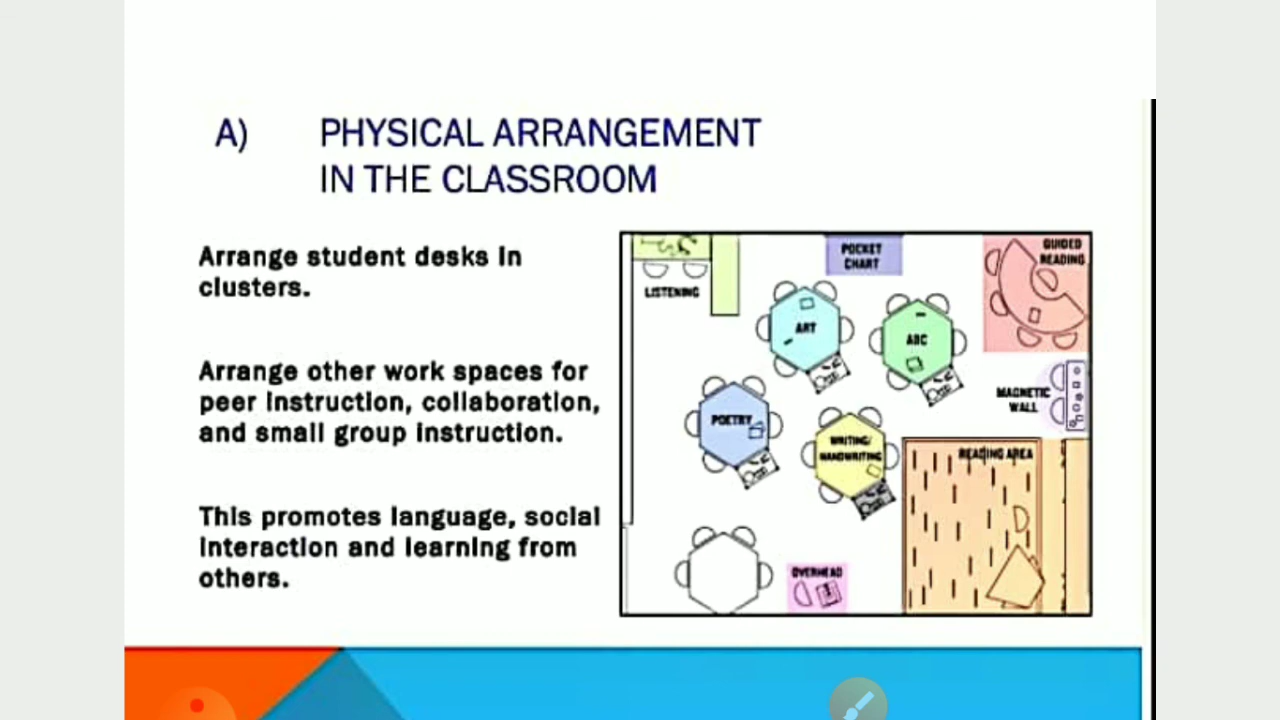 A) PHYSICAL ARRANGEMENT
IN THE CLASSROOM
Arrange student desks in
clusters.
Arrange other work spaces for
peer instruction, collaboration,
and small group instruction.
This promotes language, social
interaction and learning from
others.
LISTENING
POCKET
CHART
GUIDED
READING
ART
ABC
MAGNETIC
WALL
POETRY
WRITING/
HANDWRITING
READING AREA
OVERHEAD